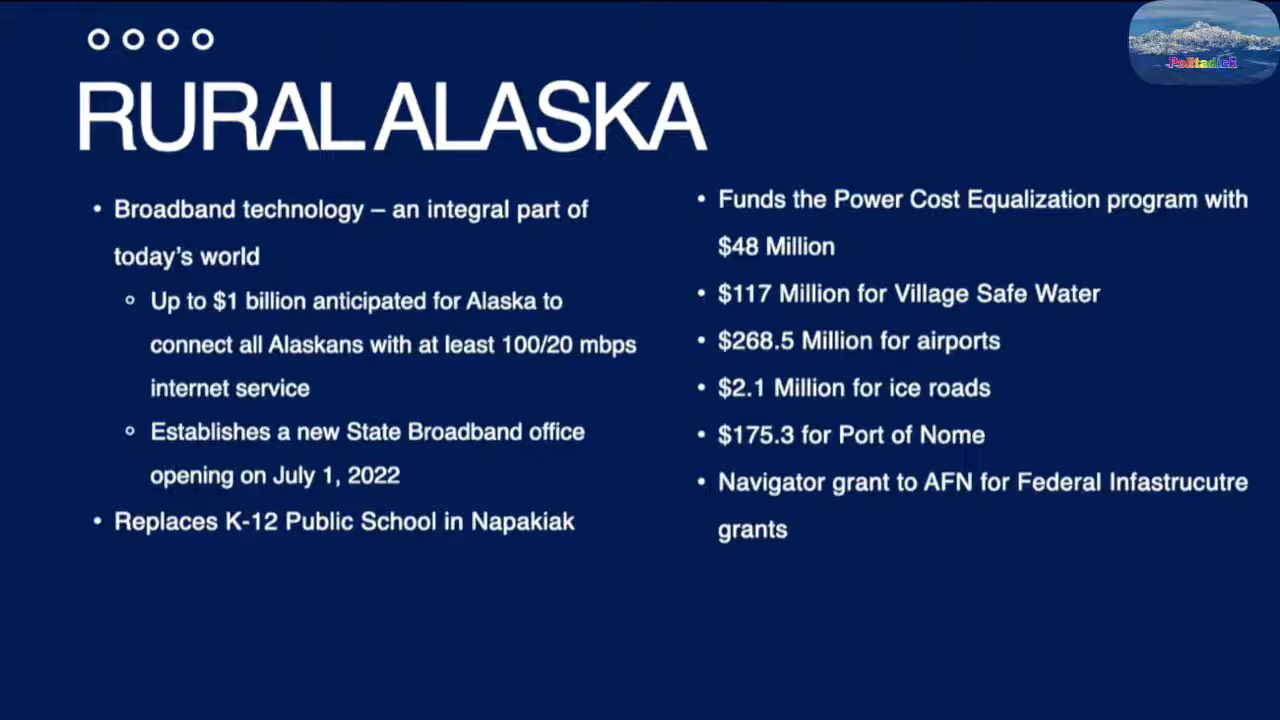 Politadick
RURAL ALASKA
• Broadband technology – an integral part of
today's world
○ Up to $1 billion anticipated for Alaska to
connect all Alaskans with at least 100/20 mbps
internet service
○ Establishes a new State Broadband office
opening on July 1, 2022
• Replaces K-12 Public School in Napakiak
• Funds the Power Cost Equalization program with
$48 Million
• $117 Million for Village Safe Water
• $268.5 Million for airports
• $2.1 Million for ice roads
• $175.3 for Port of Nome
• Navigator grant to AFN for Federal Infastrucutre
grants